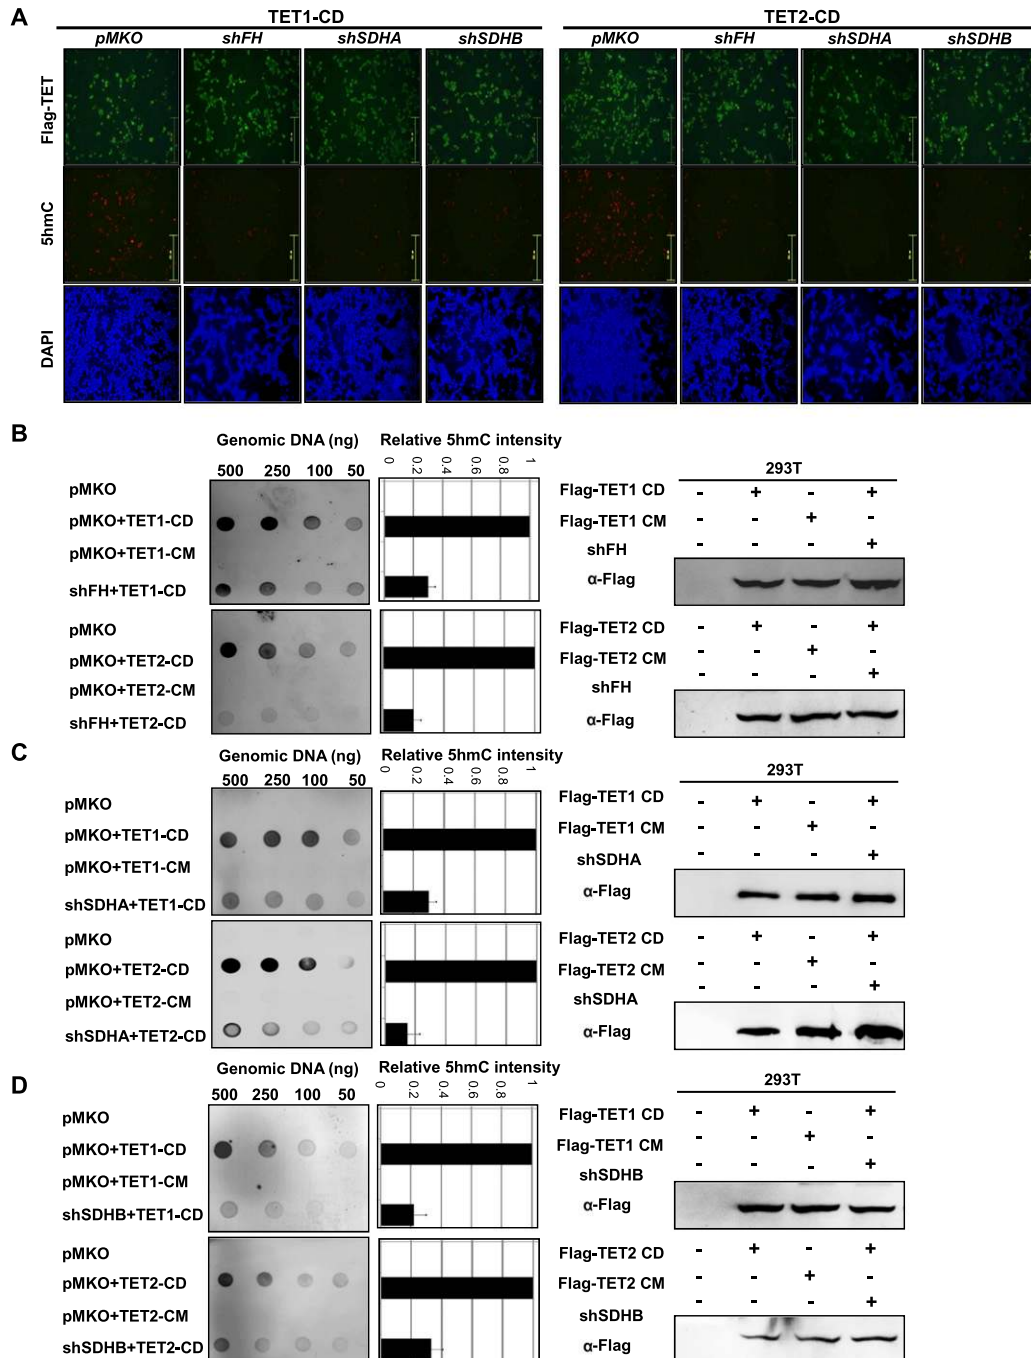 A
TET1-CD
TET2-CD
pMKO shFH shSDHA shSDHB
pMKO shFH shSDHA shSDHB
Flag-TET
5hmC
DAPI
B
Genomic DNA (ng)
500 250 100 50
Relative 5hmC intensity
0 0.2 0.4 0.6 0.8 1
pMKO
pMKO+TET1-CD
pMKO+TET1-CM
shFH+TET1-CD
pMKO
pMKO+TET2-CD
pMKO+TET2-CM
shFH+TET2-CD
293T
Flag-TET1 CD - + - +
Flag-TET1 CM - - + -
shFH - - - +
α-Flag
Flag-TET2 CD - + - +
Flag-TET2 CM - - + -
shFH - - - +
α-Flag
C
Genomic DNA (ng)
500 250 100 50
Relative 5hmC intensity
0 0.2 0.4 0.6 0.8 1
pMKO
pMKO+TET1-CD
pMKO+TET1-CM
shSDHA+TET1-CD
pMKO
pMKO+TET2-CD
pMKO+TET2-CM
shSDHA+TET2-CD
293T
Flag-TET1 CD - + - +
Flag-TET1 CM - - + -
shSDHA - - - +
α-Flag
Flag-TET2 CD - + - +
Flag-TET2 CM - - + -
shSDHA - - - +
α-Flag
D
Genomic DNA (ng)
500 250 100 50
Relative 5hmC intensity
0 0.2 0.4 0.6 0.8 1
pMKO
pMKO+TET1-CD
pMKO+TET1-CM
shSDHB+TET1-CD
pMKO
pMKO+TET2-CD
pMKO+TET2-CM
shSDHB+TET2-CD
293T
Flag-TET1 CD - + - +
Flag-TET1 CM - - + -
shSDHB - - - +
α-Flag
Flag-TET2 CD - + - +
Flag-TET2 CM - - + -
shSDHB - - - +
α-Flag